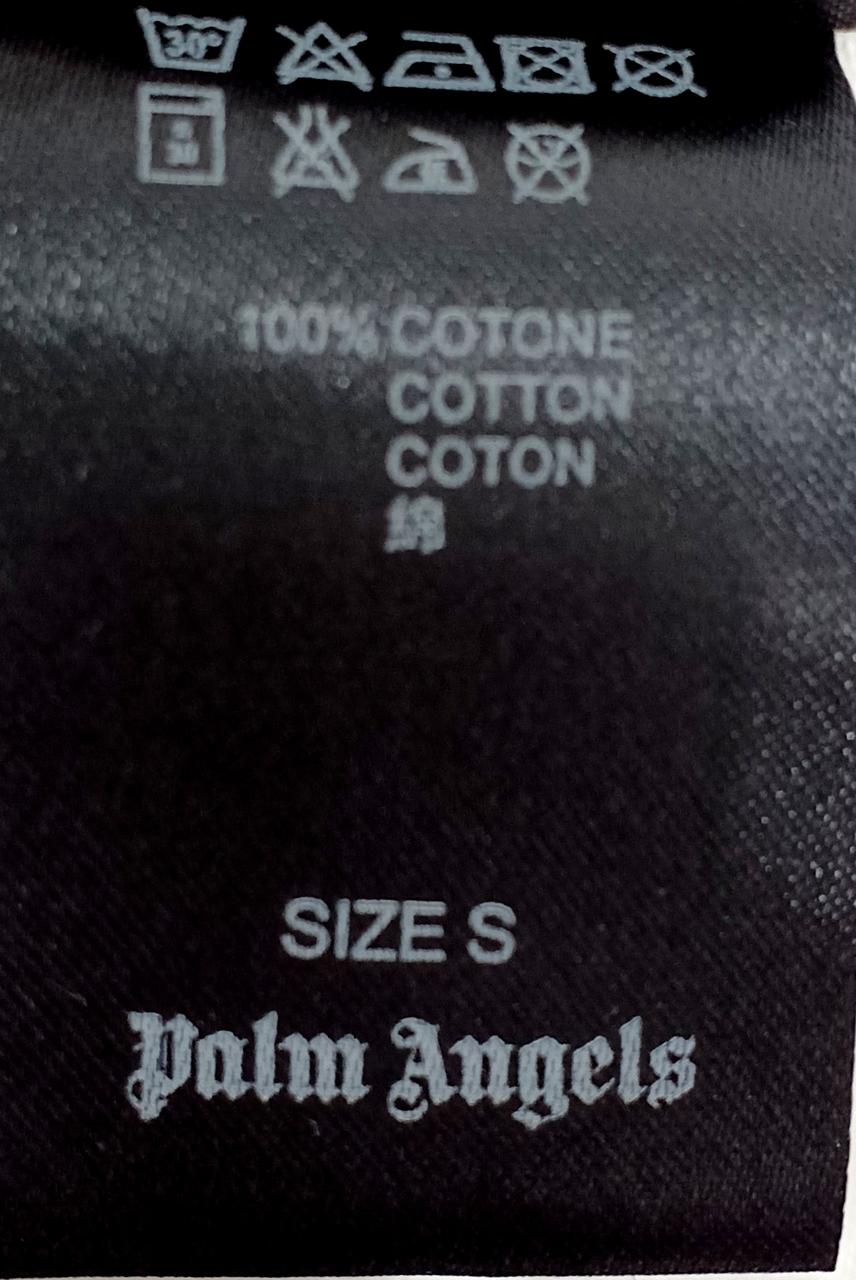 30°
100% COTONE
COTTON
COTON
綿
SIZE S
Palm Angels